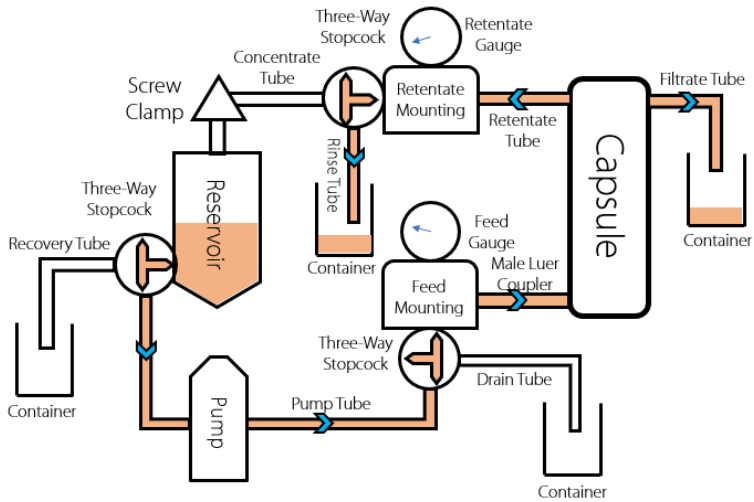 Three-Way
Stopcock
Retentate
Gauge
Concentrate
Tube
Screw
Clamp
Retentate
Mounting
Retentate
Tube
Filtrate Tube
Rinse Tube
Capsule
Three-Way
Stopcock
Reservoir
Recovery Tube
Container
Feed
Gauge
Container
Male Luer
Coupler
Feed
Mounting
Three-Way
Stopcock
Drain Tube
Container
Pump
Pump Tube
Container